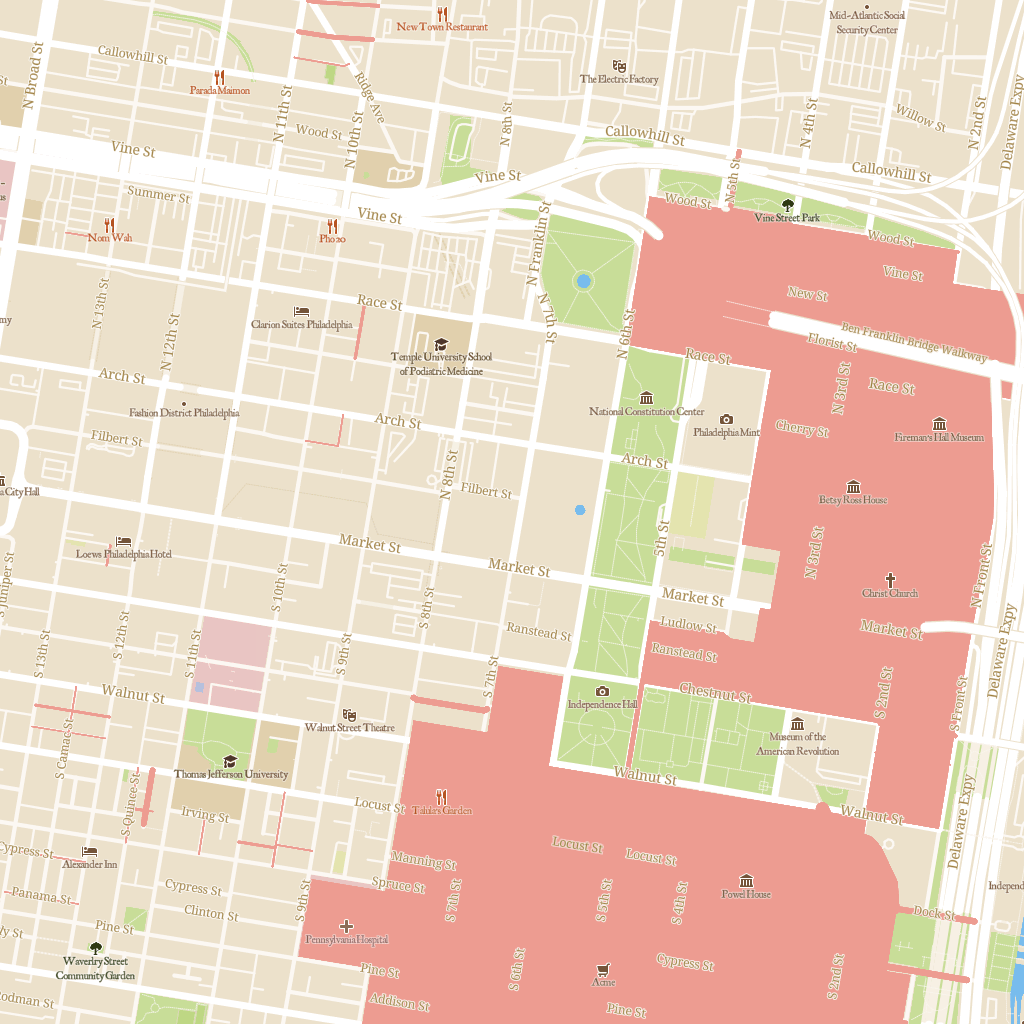 Mid-Atlantic Social
Security Center
New Town Restaurant
Callowhill St
N Broad St
The Electric Factory
Parada Maimon
Ridge Ave
N 11th St
N 10th St
N 8th St
N 4th St
Willow St
N 2nd St
Delaware Expy
Wood St
Callowhill St
Vine St
Vine St
Callowhill St
Summer St
N 5th St
Wood St
Vine Street Park
Vine St
Nom Wah
Pho 20
N Franklin St
Wood St
Vine St
N 13th St
Race St
New St
Clarion Suites Philadelphia
N 12th St
N 7th St
N 6th St
Ben Franklin Bridge Walkway
Florist St
Temple University School
of Podiatric Medicine
Race St
Arch St
Race St
N 3rd St
Fashion District Philadelphia
National Constitution Center
Arch St
Philadelphia Mint
Cherry St
Fireman's Hall Museum
Filbert St
Arch St
N 8th St
Filbert St
a City Hall
Betsy Ross House
Market St
5th St
N 3rd St
Loews Philadelphia Hotel
Market St
N Front St
Christ Church
S Juniper St
S 10th St
S 8th St
Market St
Ludlow St
Ranstead St
Market St
S 13th St
S 12th St
S 11th St
S 9th St
Ranstead St
Delaware Expy
S 7th St
Chestnut St
S 2nd St
S Front St
Walnut St
Independence Hall
Walnut Street Theatre
Museum of the
American Revolution
S Camac St
Thomas Jefferson University
Walnut St
S Quince St
Locust St
Talula's Garden
Walnut St
Irving St
Delaware Expy
Cypress St
Alexander Inn
Locust St
Locust St
Manning St
Spruce St
Cypress St
Panama St
Powel House
Independ
S 9th St
S 7th St
S 5th St
S 4th St
Clinton St
Dock St
Pine St
Pennsylvania Hospital
Waverlry Street
Community Garden
Pine St
S 6th St
Acme
Cypress St
S 2nd St
Addison St
Pine St
Rodman St